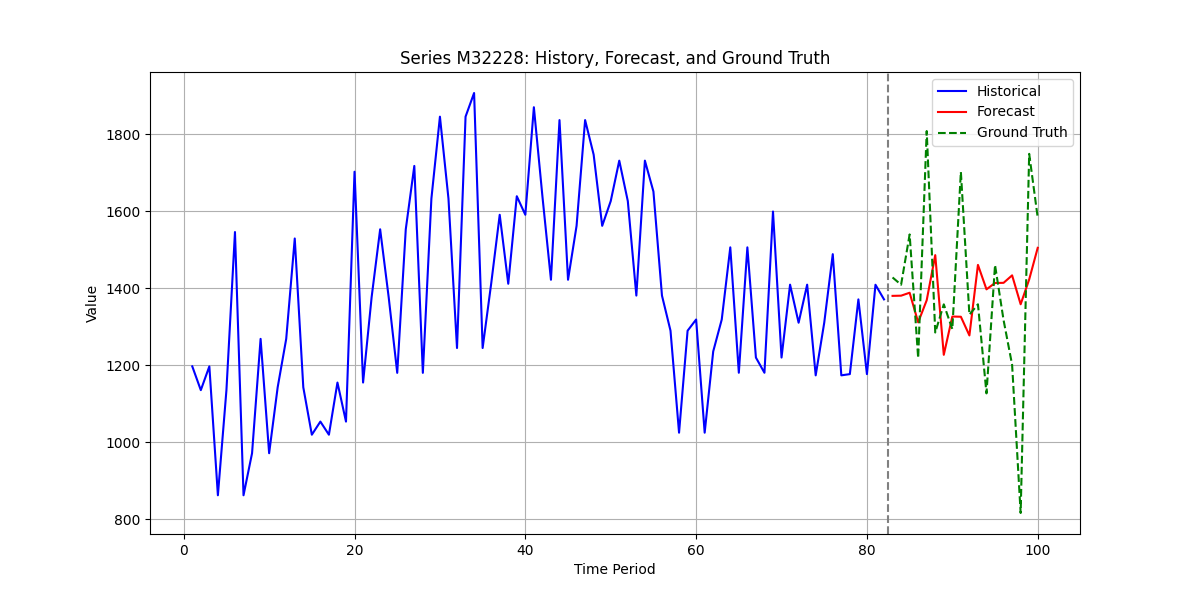 Series M32228: History, Forecast, and Ground Truth
Historical
Forecast
Ground Truth
Value
1800
1600
1400
1200
1000
800
0 20 40 60 80 100
Time Period